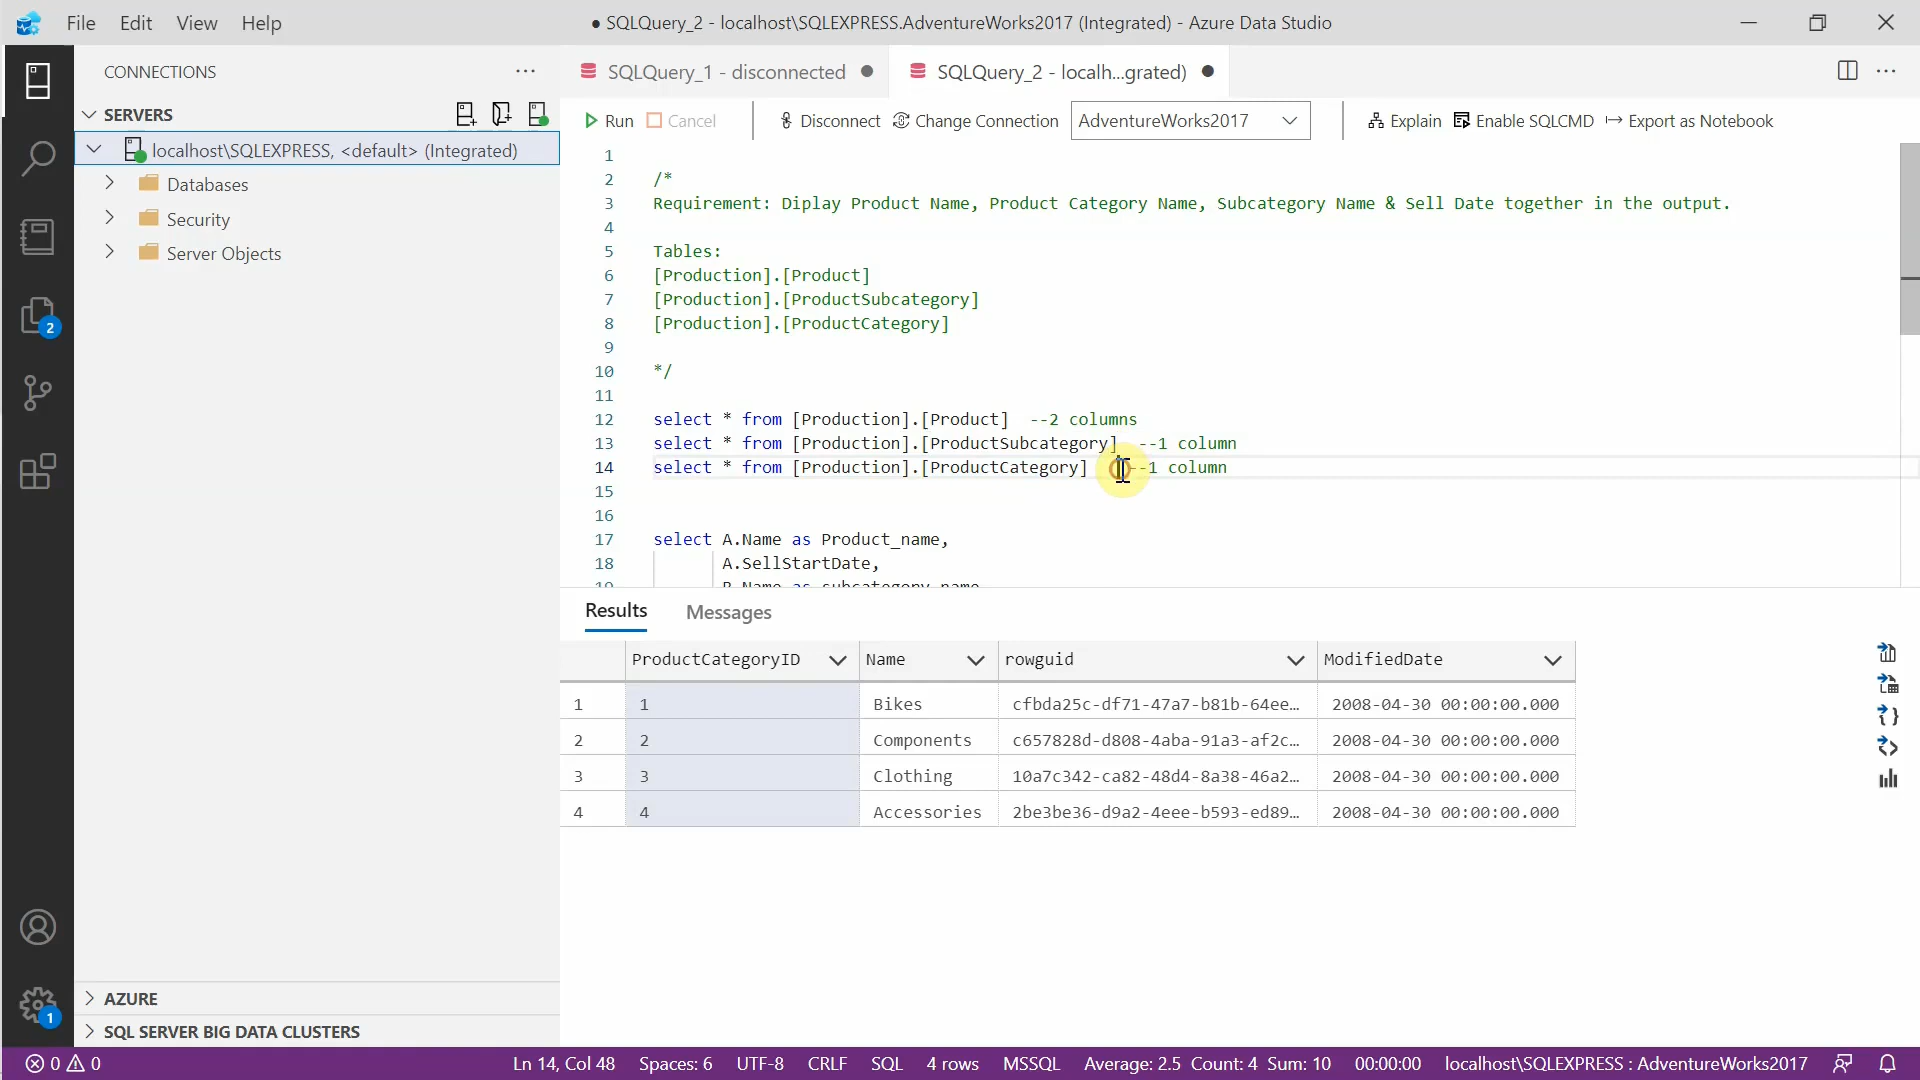 File Edit View Help
● SQLQuery_2 - localhost\SQLEXPRESS.AdventureWorks2017 (Integrated) - Azure Data Studio
CONNECTIONS
SERVERS
localhost\SQLEXPRESS, <default> (Integrated)
Databases
Security
Server Objects
2
1
AZURE
SQL SERVER BIG DATA CLUSTERS
SQLQuery_1 - disconnected
SQLQuery_2 - localh...grated)
Run Cancel Disconnect Change Connection AdventureWorks2017 Explain Enable SQLCMD Export as Notebook
1
2 /*
3 Requirement: Diplay Product Name, Product Category Name, Subcategory Name & Sell Date together in the output.
4
5 Tables:
6 [Production].[Product]
7 [Production].[ProductSubcategory]
8 [Production].[ProductCategory]
9
10 */
11
12 select * from [Production].[Product]  --2 columns
13 select * from [Production].[ProductSubcategory]  --1 column
14 select * from [Production].[ProductCategory]  --1 column
15
16
17 select A.Name as Product_name,
18 A.SellStartDate,
19 B.Name as subcategory_name
Results Messages
ProductCategoryID Name rowguid ModifiedDate
1 1 Bikes cfbda25c-df71-47a7-b81b-64ee… 2008-04-30 00:00:00.000
2 2 Components c657828d-d808-4aba-91a3-af2c… 2008-04-30 00:00:00.000
3 3 Clothing 10a7c342-ca82-48d4-8a38-46a2… 2008-04-30 00:00:00.000
4 4 Accessories 2be3be36-d9a2-4eee-b593-ed89… 2008-04-30 00:00:00.000
0 0 Ln 14, Col 48 Spaces: 6 UTF-8 CRLF SQL 4 rows MSSQL Average: 2.5 Count: 4 Sum: 10 00:00:00 localhost\SQLEXPRESS : AdventureWorks2017